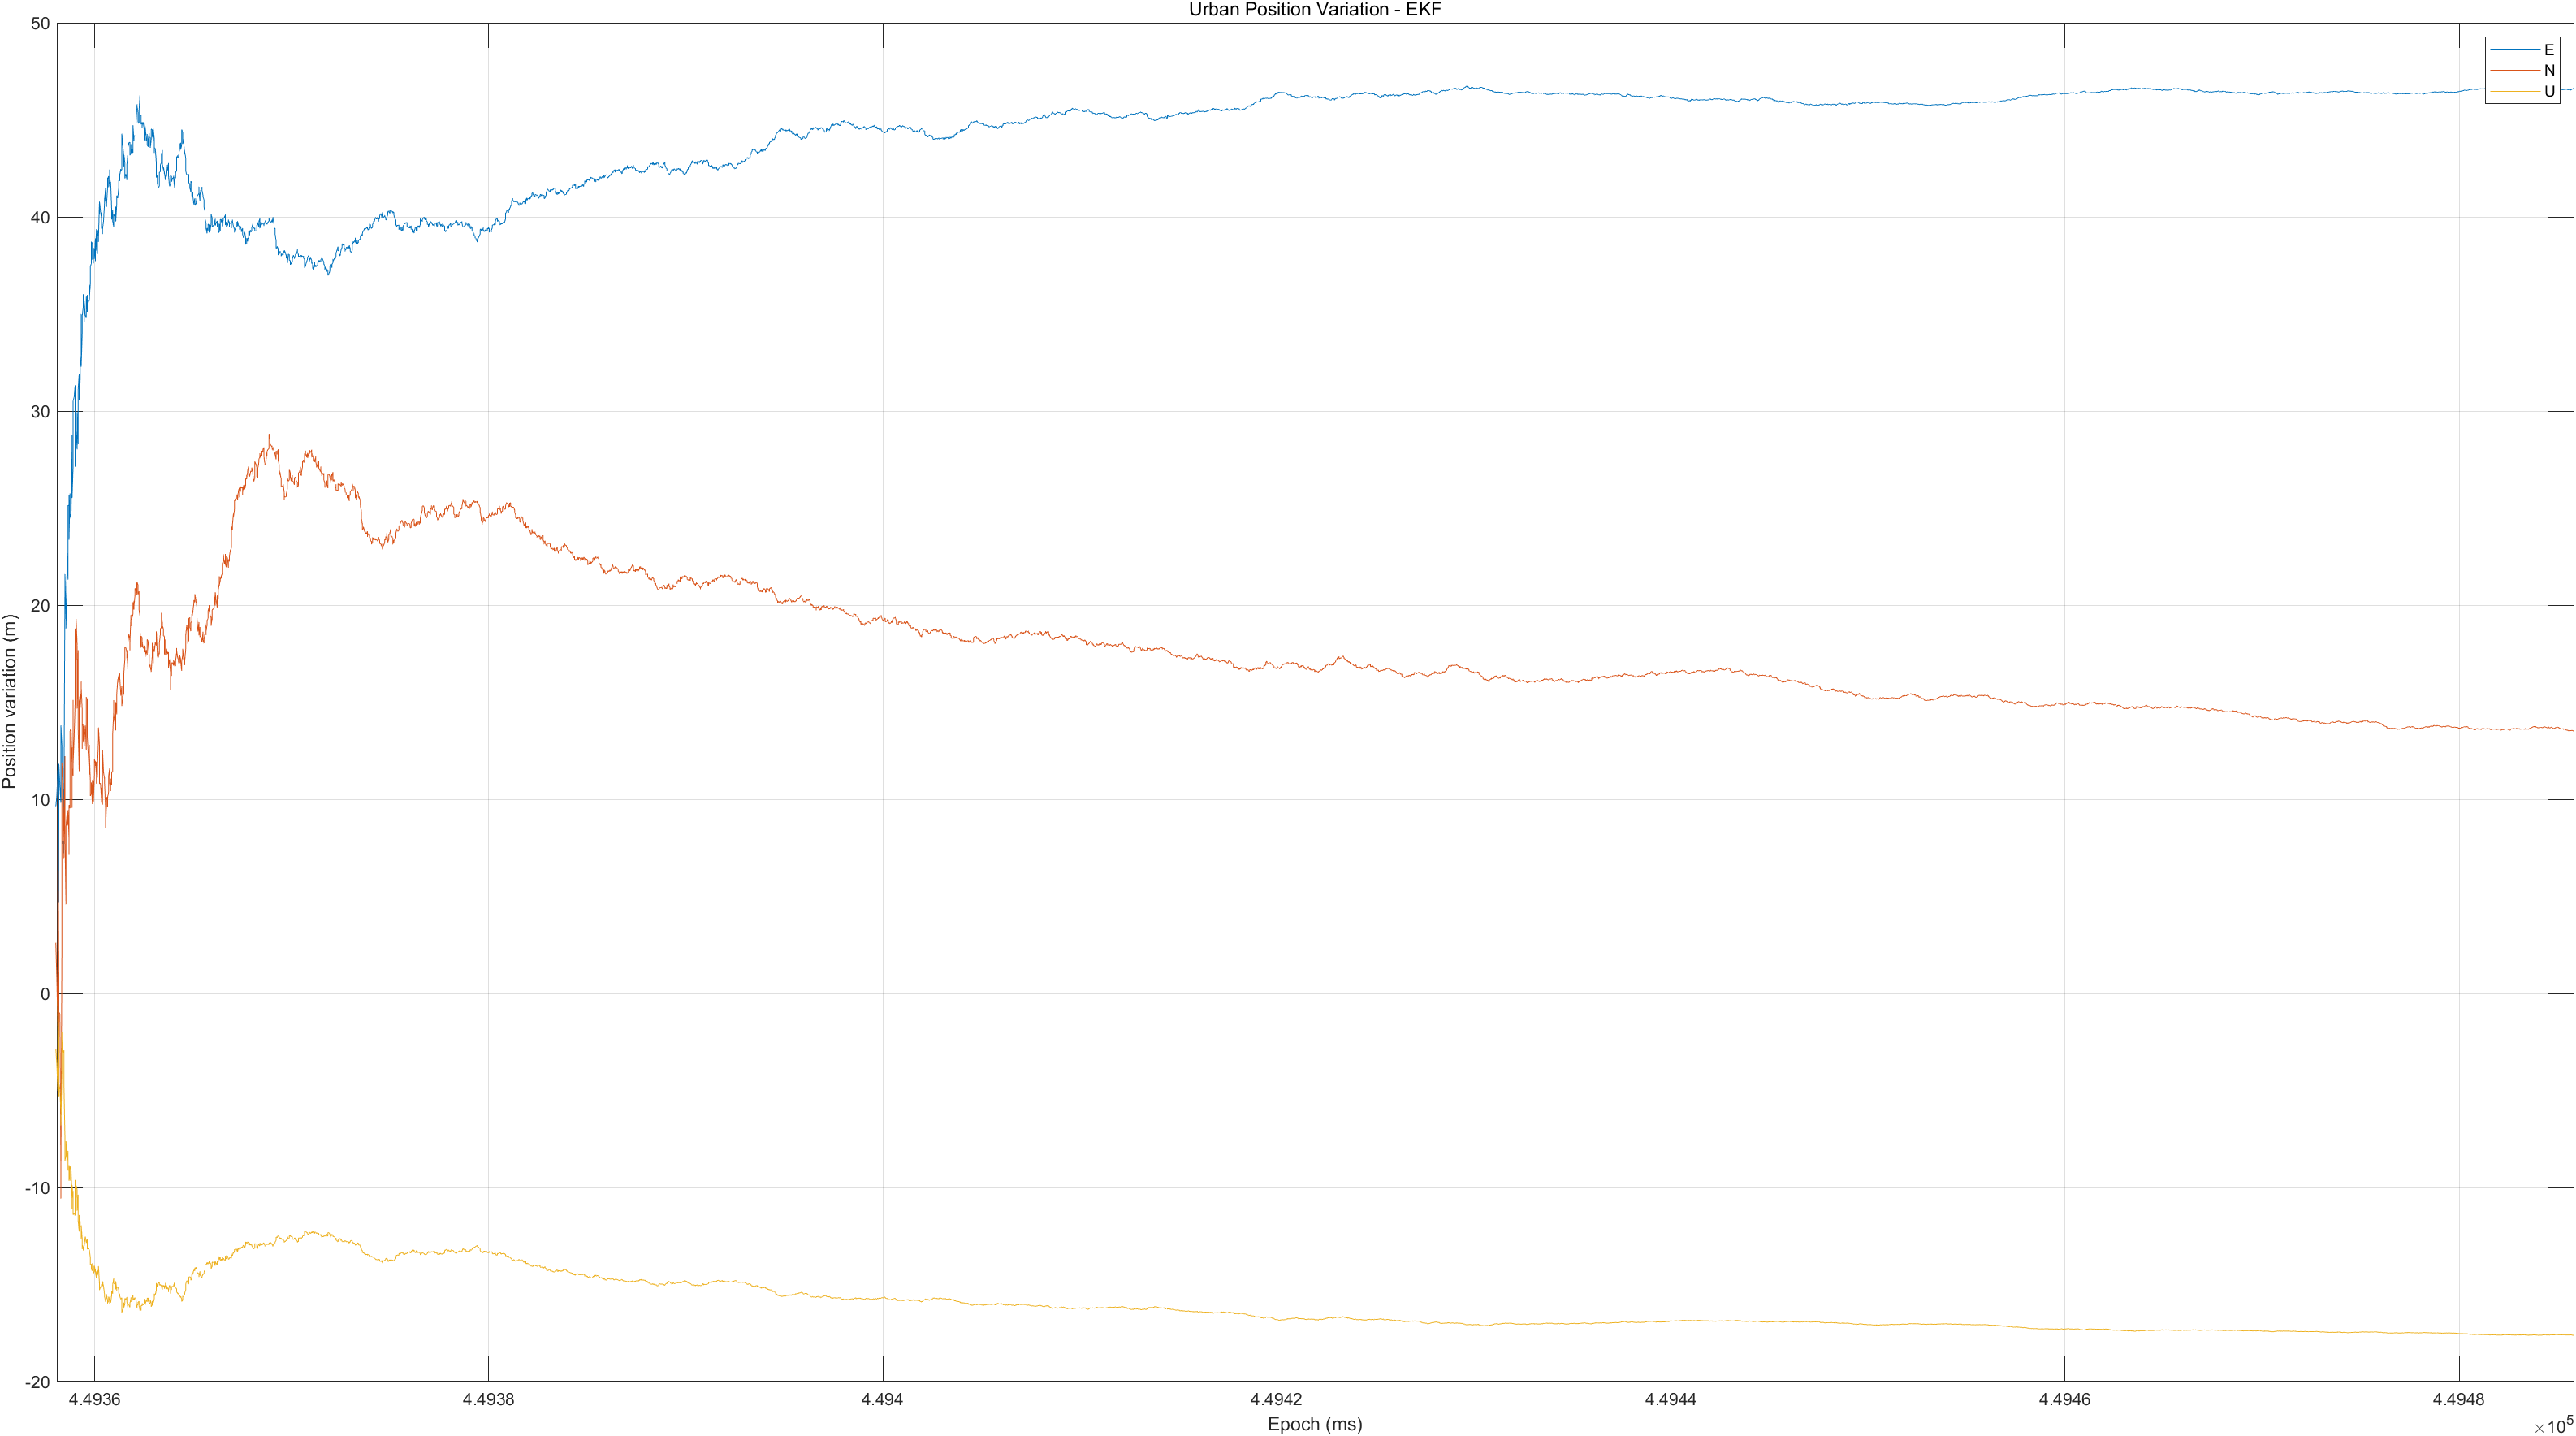 Urban Position Variation - EKF
E
N
U
Position variation (m)
50
40
30
20
10
0
-10
-20
4.4936 4.4938 4.494 4.4942 4.4944 4.4946 4.4948
Epoch (ms)
×10^5